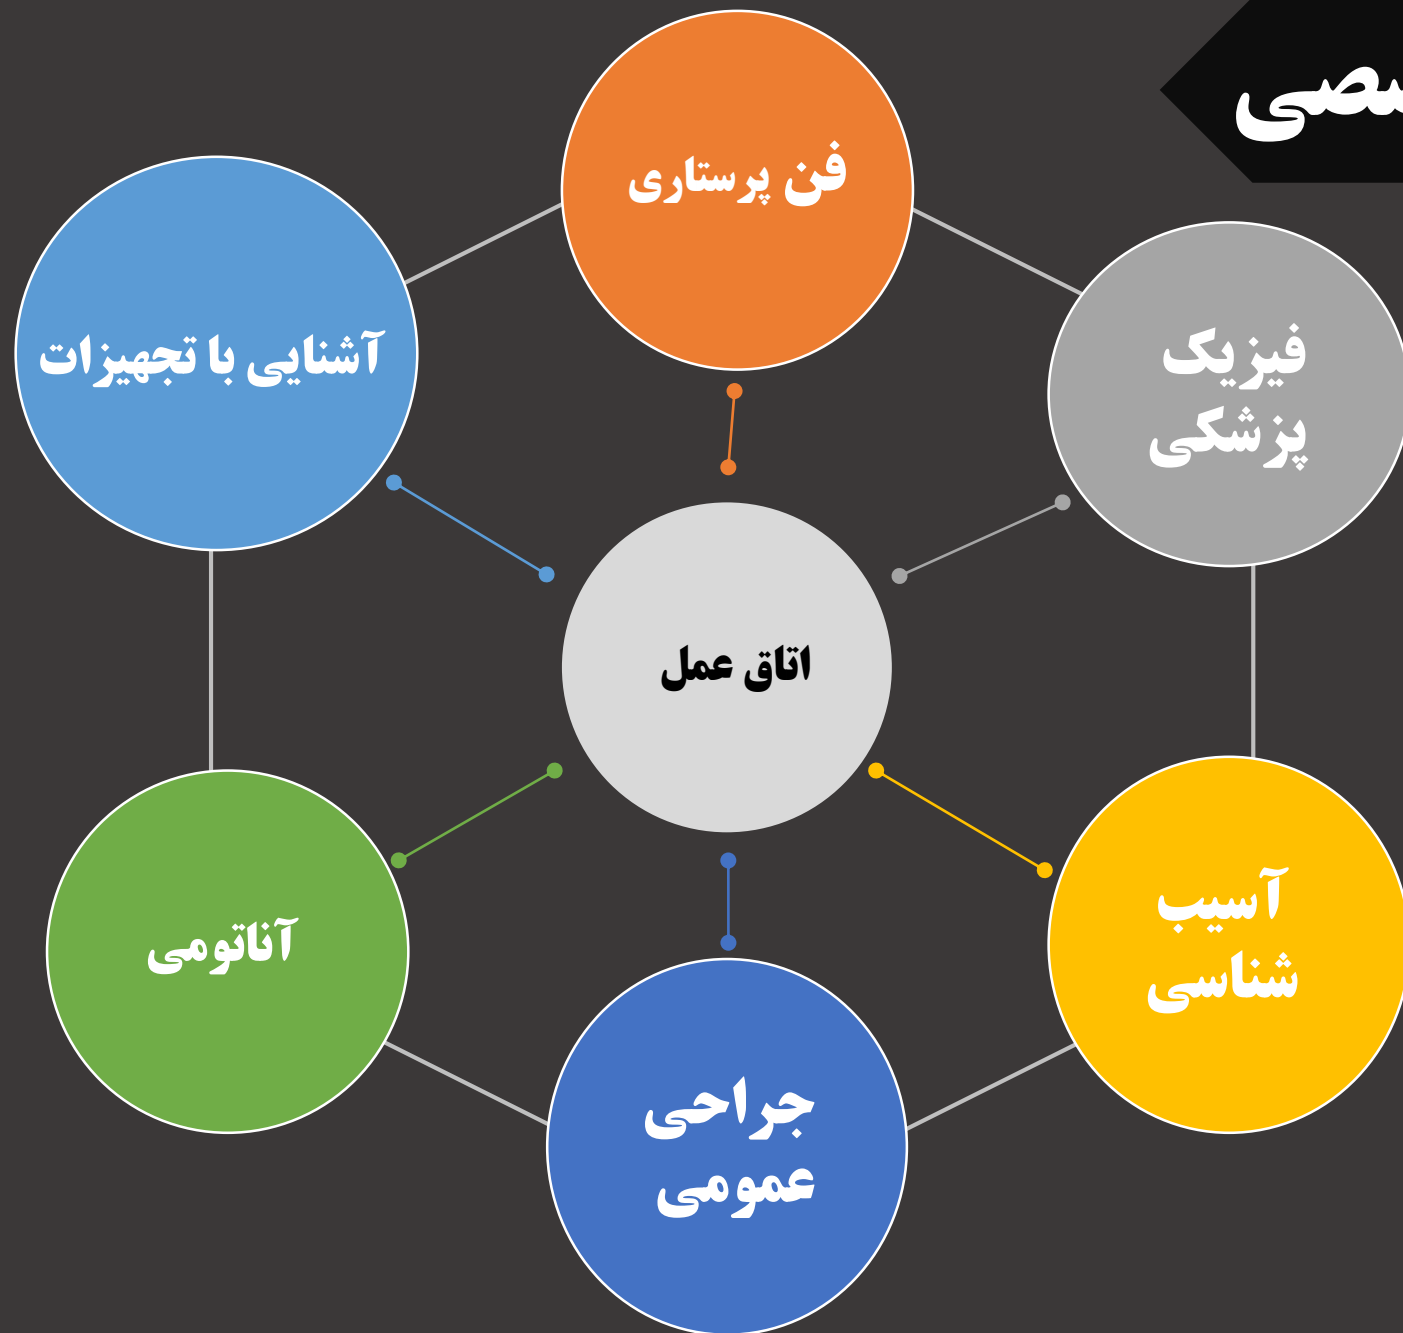 فن پرستاری
آشنایی با تجهیزات
فیزیک
پزشکی
اتاق عمل
آسیب
شناسی
آناتومی
جراحی
عمومی